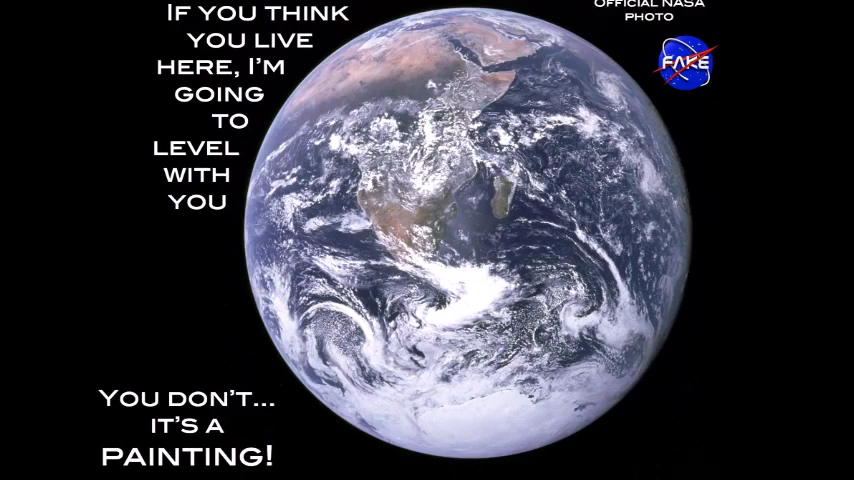 If you think
you live
here, I'm
going
to
level
with
you
Official NASA
photo
FAKE
You don't...
it's a
painting!